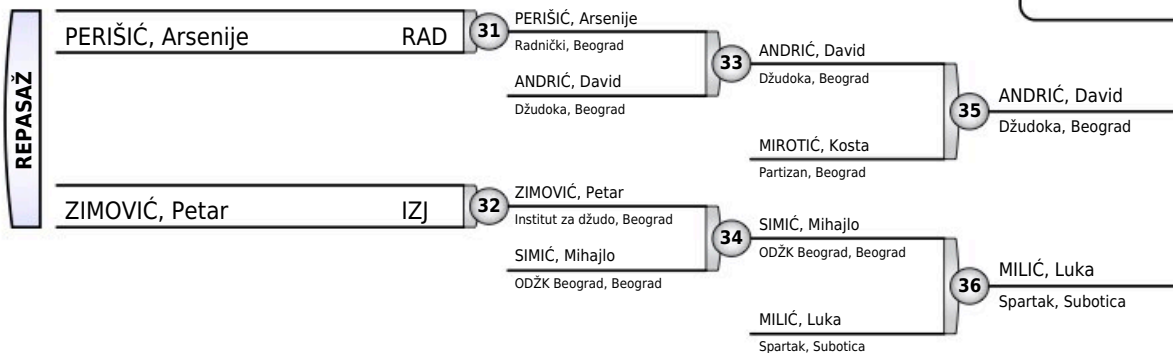 REPASAŽ
PERIŠIĆ, Arsenije RAD
31
PERIŠIĆ, Arsenije
Radnički, Beograd
ANDRIĆ, David
Džudoka, Beograd
33
ANDRIĆ, David
Džudoka, Beograd
MIROTIĆ, Kosta
Partizan, Beograd
35
ANDRIĆ, David
Džudoka, Beograd
ZIMOVIĆ, Petar IZJ
32
ZIMOVIĆ, Petar
Institut za džudo, Beograd
SIMIĆ, Mihajlo
ODŽK Beograd, Beograd
34
SIMIĆ, Mihajlo
ODŽK Beograd, Beograd
MILIĆ, Luka
Spartak, Subotica
36
MILIĆ, Luka
Spartak, Subotica